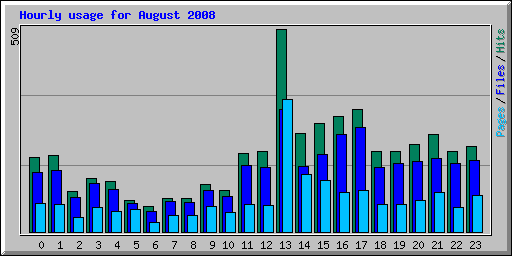 Hourly usage for August 2008
509
Pages/Files/Hits
0 1 2 3 4 5 6 7 8 9 10 11 12 13 14 15 16 17 18 19 20 21 22 23